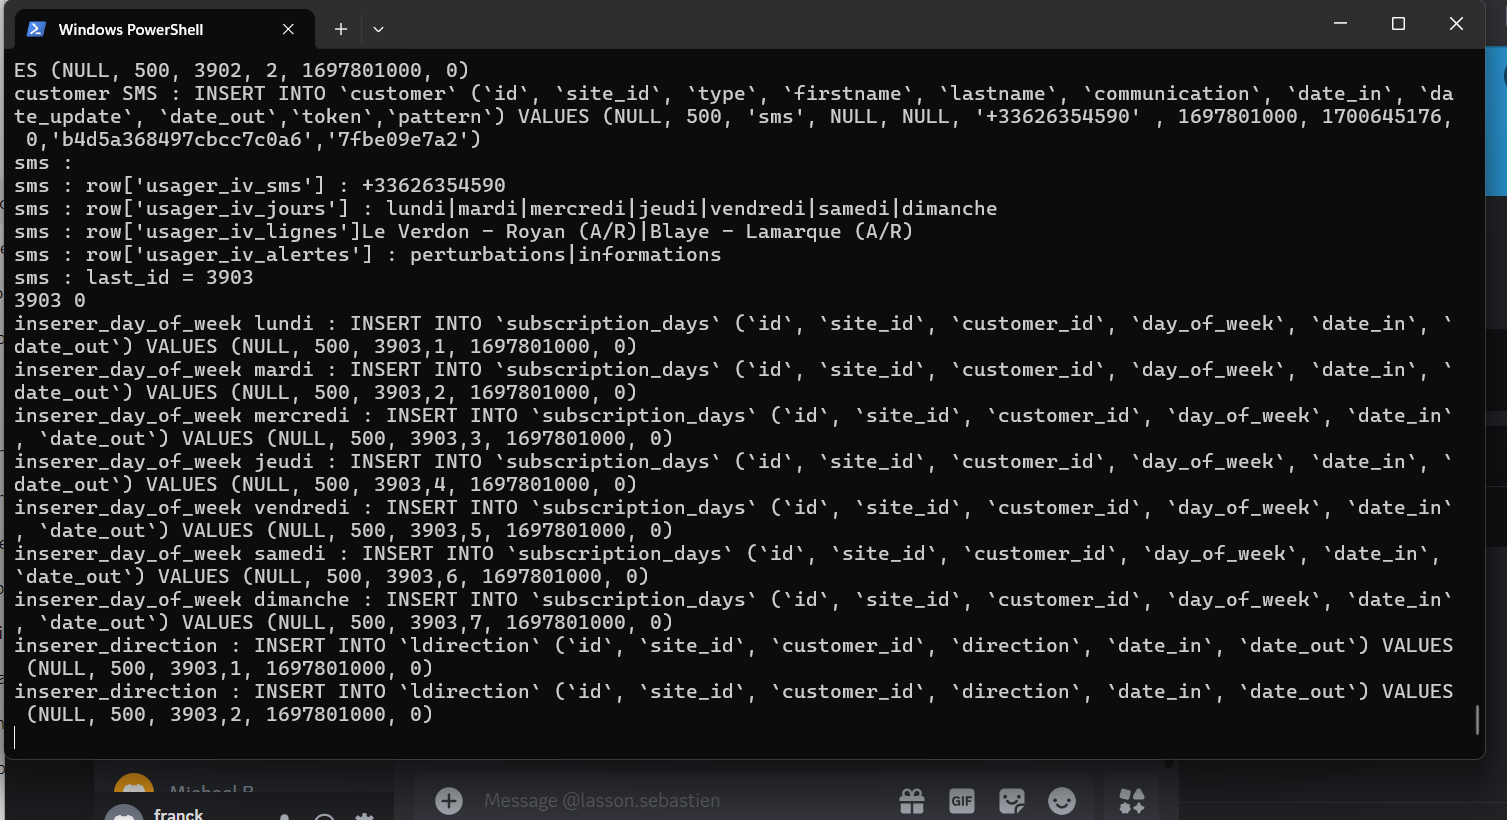 Windows PowerShell
ES (NULL, 500, 3902, 2, 1697801000, 0)
customer SMS : INSERT INTO `customer` (`id`, `site_id`, `type`, `firstname`, `lastname`, `communication`, `date_in`, `da
te_update`, `date_out`,`token`,`pattern`) VALUES (NULL, 500, 'sms', NULL, NULL, '+33626354590' , 1697801000, 1700645176,
 0,'b4d5a368497cbcc7c0a6','7fbe09e7a2')
sms :
sms : row['usager_iv_sms'] : +33626354590
sms : row['usager_iv_jours'] : lundi|mardi|mercredi|jeudi|vendredi|samedi|dimanche
sms : row['usager_iv_lignes']Le Verdon - Royan (A/R)|Blaye - Lamarque (A/R)
sms : row['usager_iv_alertes'] : perturbations|informations
sms : last_id = 3903
3903 0
inserer_day_of_week lundi : INSERT INTO `subscription_days` (`id`, `site_id`, `customer_id`, `day_of_week`, `date_in`, `
date_out`) VALUES (NULL, 500, 3903,1, 1697801000, 0)
inserer_day_of_week mardi : INSERT INTO `subscription_days` (`id`, `site_id`, `customer_id`, `day_of_week`, `date_in`, `
date_out`) VALUES (NULL, 500, 3903,2, 1697801000, 0)
inserer_day_of_week mercredi : INSERT INTO `subscription_days` (`id`, `site_id`, `customer_id`, `day_of_week`, `date_in`
, `date_out`) VALUES (NULL, 500, 3903,3, 1697801000, 0)
inserer_day_of_week jeudi : INSERT INTO `subscription_days` (`id`, `site_id`, `customer_id`, `day_of_week`, `date_in`, `
date_out`) VALUES (NULL, 500, 3903,4, 1697801000, 0)
inserer_day_of_week vendredi : INSERT INTO `subscription_days` (`id`, `site_id`, `customer_id`, `day_of_week`, `date_in`
, `date_out`) VALUES (NULL, 500, 3903,5, 1697801000, 0)
inserer_day_of_week samedi : INSERT INTO `subscription_days` (`id`, `site_id`, `customer_id`, `day_of_week`, `date_in`,
`date_out`) VALUES (NULL, 500, 3903,6, 1697801000, 0)
inserer_day_of_week dimanche : INSERT INTO `subscription_days` (`id`, `site_id`, `customer_id`, `day_of_week`, `date_in`
, `date_out`) VALUES (NULL, 500, 3903,7, 1697801000, 0)
inserer_direction : INSERT INTO `ldirection` (`id`, `site_id`, `customer_id`, `direction`, `date_in`, `date_out`) VALUES
 (NULL, 500, 3903,1, 1697801000, 0)
inserer_direction : INSERT INTO `ldirection` (`id`, `site_id`, `customer_id`, `direction`, `date_in`, `date_out`) VALUES
 (NULL, 500, 3903,2, 1697801000, 0)
Message @lasson.sebastien
GIF
franck